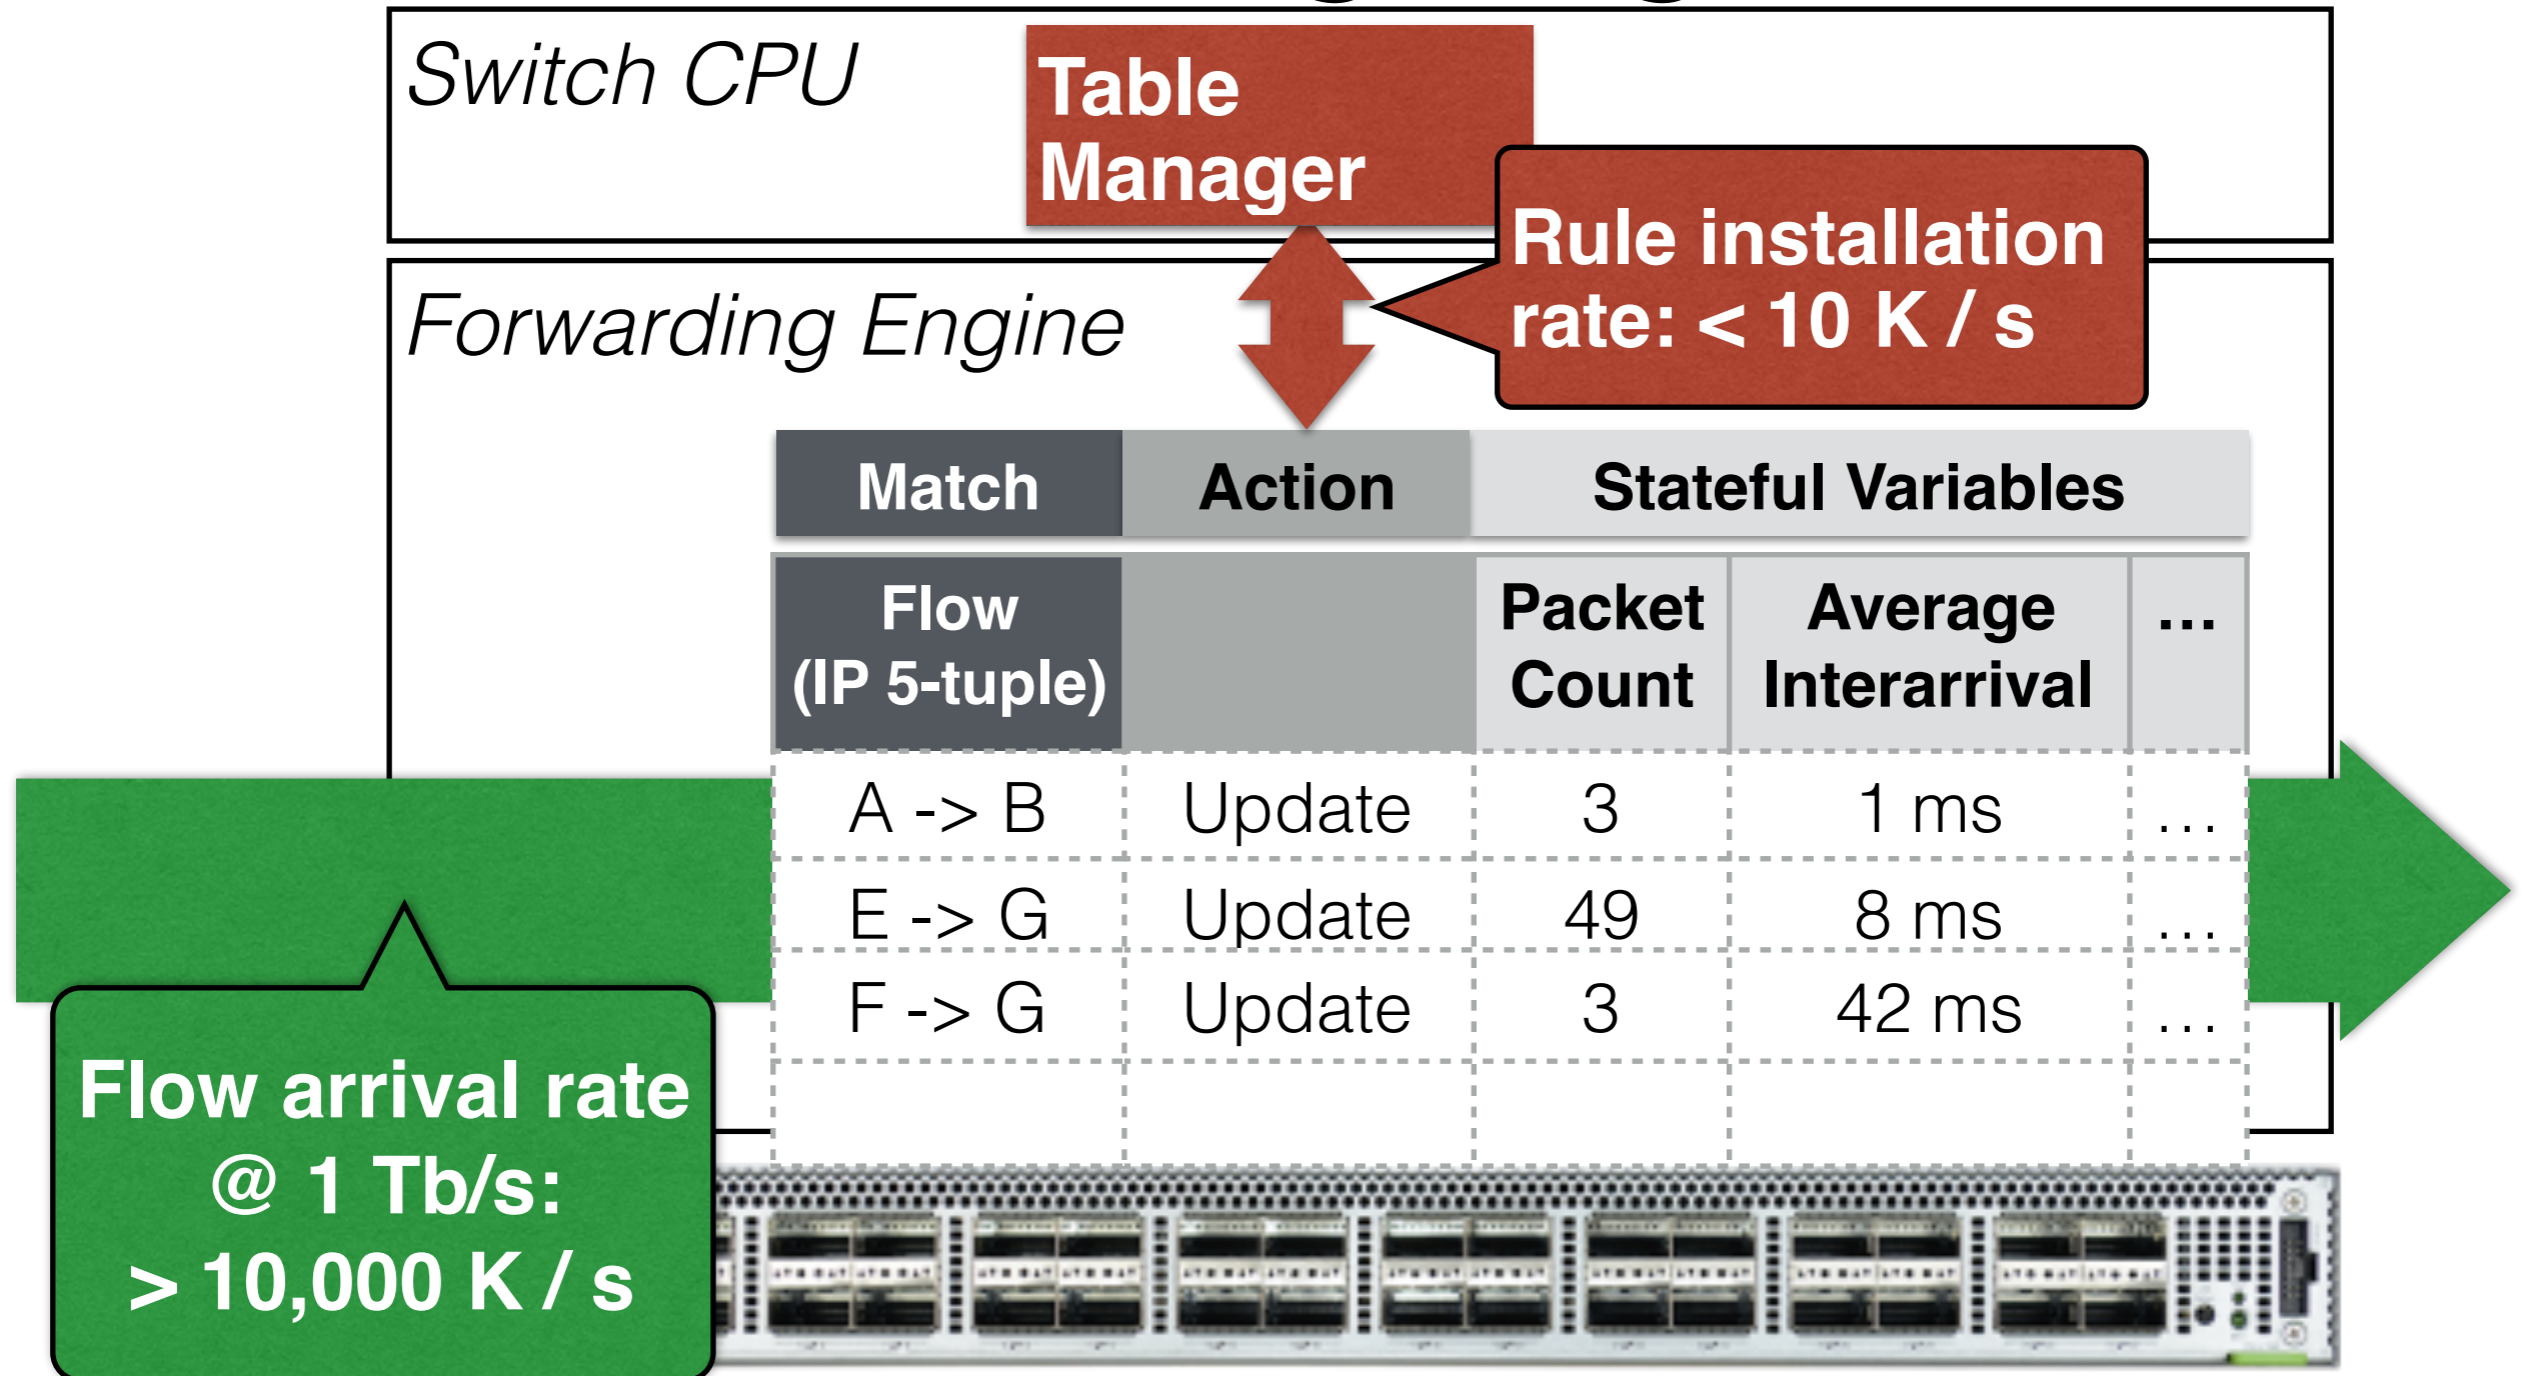 Switch CPU
Table
Manager
Rule installation
rate: < 10 K / s
Forwarding Engine
Match Action Stateful Variables
Flow Packet Average ...
(IP 5-tuple) Count Interarrival
A -> B Update 3 1 ms ...
E -> G Update 49 8 ms ...
F -> G Update 3 42 ms ...
Flow arrival rate
@ 1 Tb/s:
> 10,000 K / s